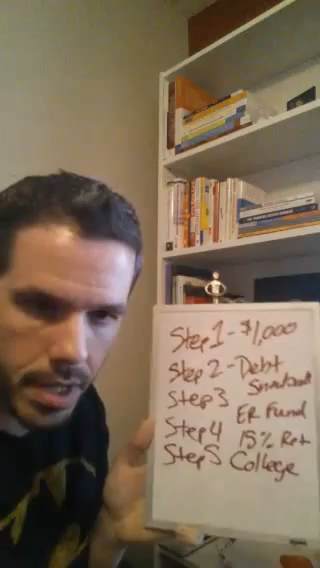 Step 1 - $1,000
Step 2 - Debt
Snowball
Step 3
ER Fund
Step 4 15% Ret
Step 5 College